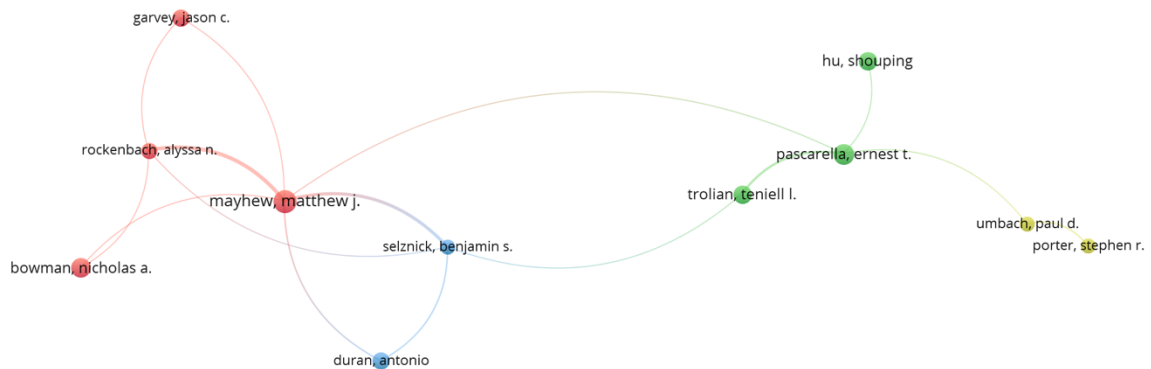 garvey, jason c.
hu, shouping
rockenbach, alyssa n.
pascarella, ernest t.
trolian, teniell l.
mayhew, matthew j.
umbach, paul d.
selznick, benjamin s.
porter, stephen r.
bowman, nicholas a.
duran, antonio